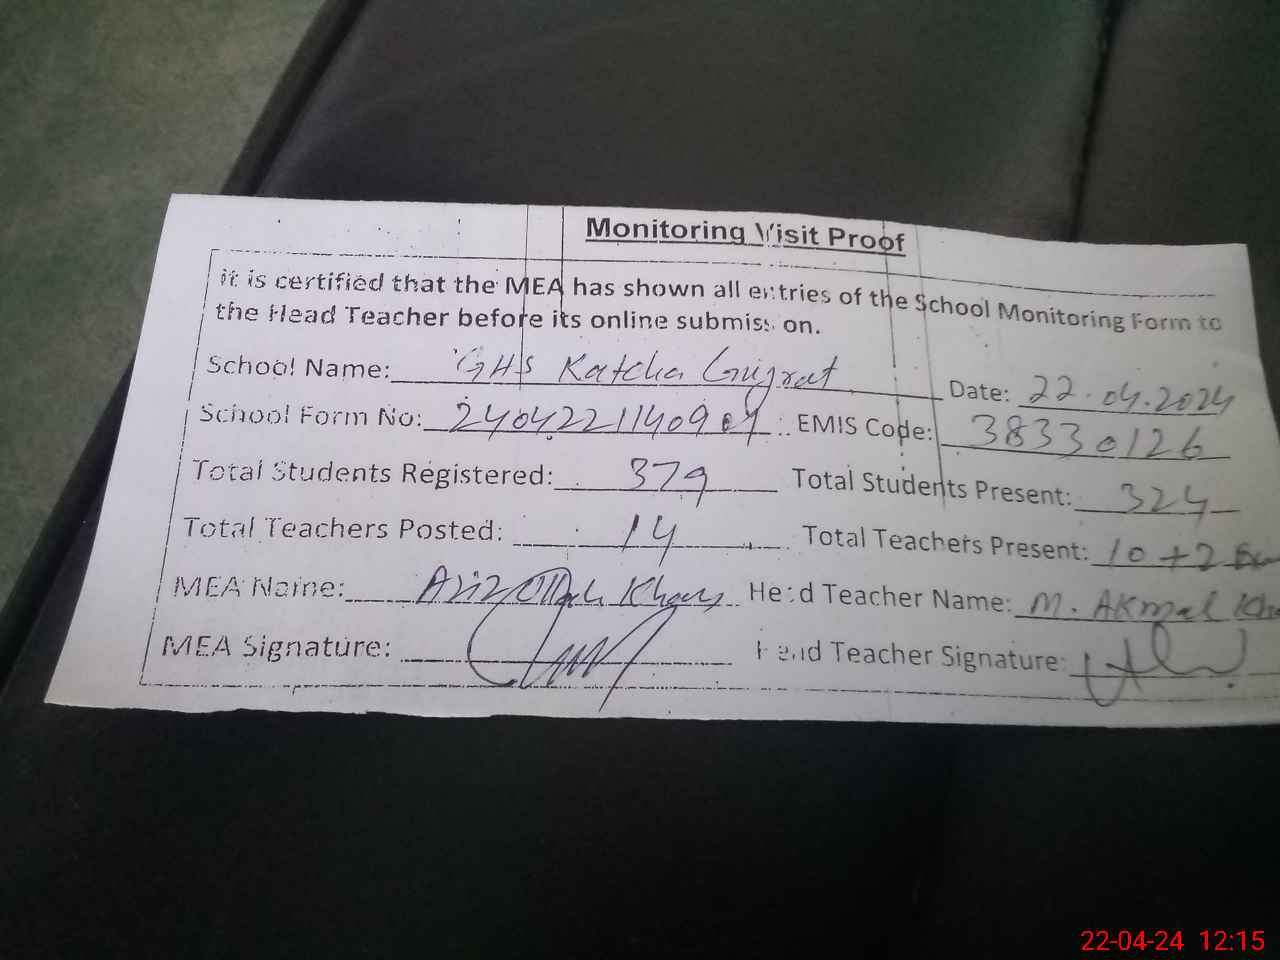 Monitoring Visit Proof
It is certified that the MEA has shown all entries of the School Monitoring Form to
the Head Teacher before its online submission.
School Name: GHS Katcha Gujrat Date: 22.04.2024
School Form No: 24042211409 EMIS Code: 38330126
Total Students Registered: 379 Total Students Present: 324
Total Teachers Posted: 14 Total Teachers Present: 10+2
MEA Name: Azizullah Khan Head Teacher Name: M. Akmal
MEA Signature: Head Teacher Signature:
22-04-24 12:15